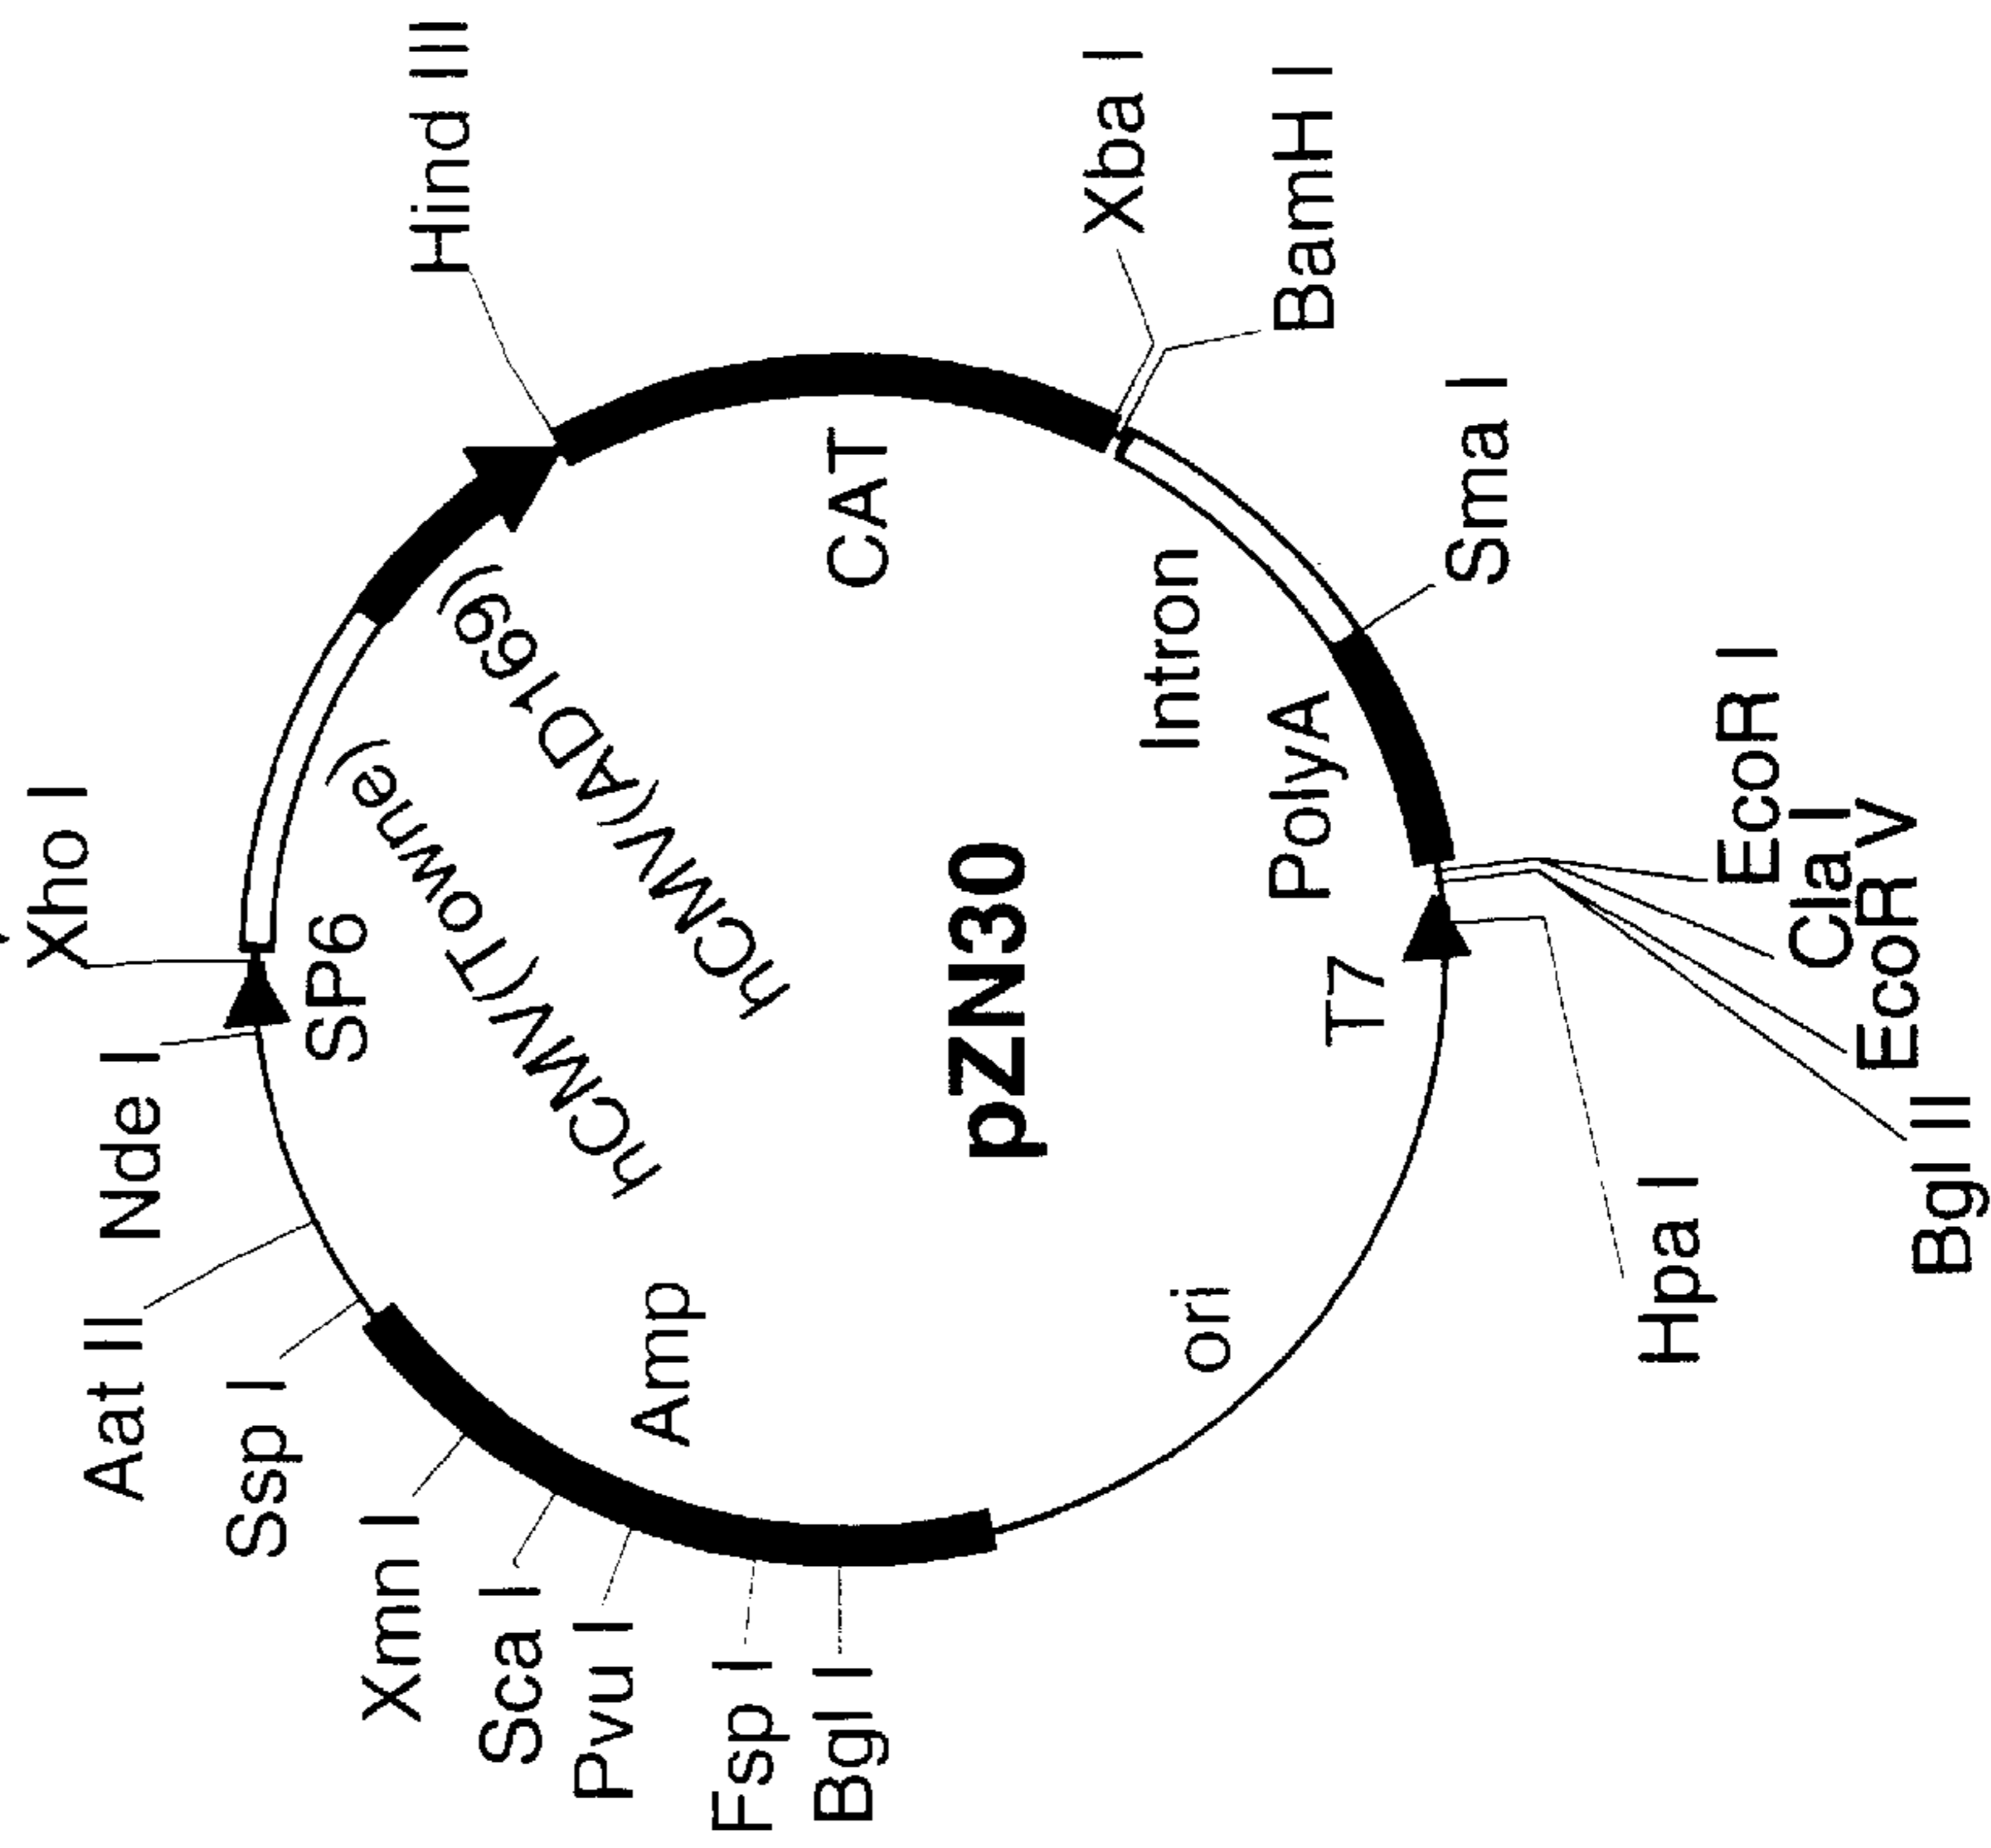 Xho I
Nde I
Aat II
Ssp I
Xmn I
Sca I
Pvu I
Fsp I
Bgl I
Hind III
Xba I
BamH I
Sma I
EcoR I
Cla I
EcoR V
Bgl II
Hpa I
SP6
hCMV(Towne)
hCMV(AD169)
CAT
Intron
PolyA
T7
ori
Amp
pZN30